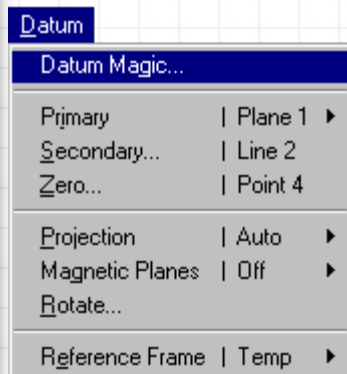 Datum
Datum Magic...
Primary | Plane 1
Secondary... | Line 2
Zero... | Point 4
Projection | Auto
Magnetic Planes | Off
Rotate...
Reference Frame | Temp